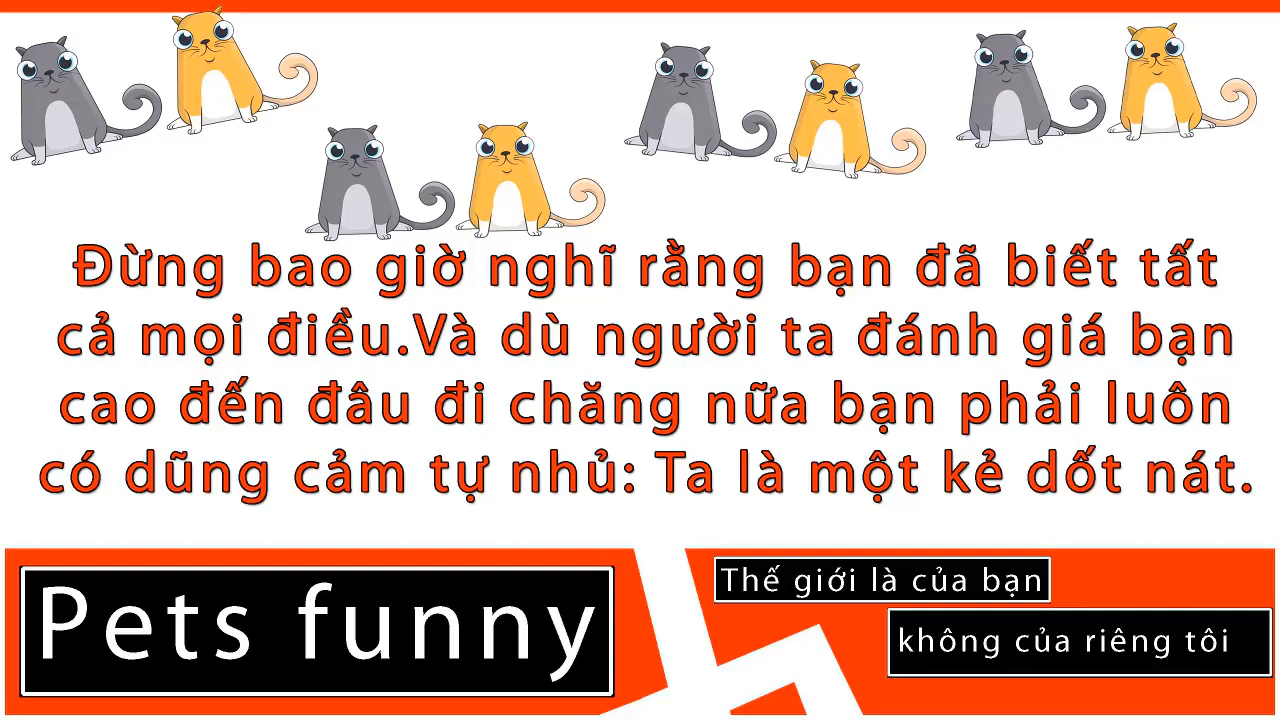 Đừng bao giờ nghĩ rằng bạn đã biết tất
cả mọi điều.Và dù người ta đánh giá bạn
cao đến đâu đi chăng nữa bạn phải luôn
có dũng cảm tự nhủ: Ta là một kẻ dốt nát.
Pets funny
Thế giới là của bạn
không của riêng tôi